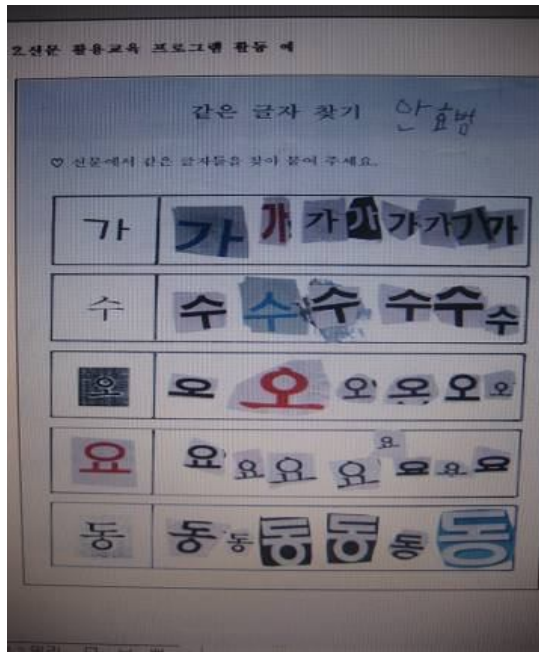 2.신문 활용교육 프로그램 활동 예
같은 글자 찾기 안효범
♡ 신문에서 같은 글자들을 찾아 붙여 주세요.
가 가 가 가 가 가 가 가 가
수 수 수 수 수 수 수
오 오 오 오 오 오 오
요 요 요 요 요 요 요 요 요
동 동 동 동 동 동 동